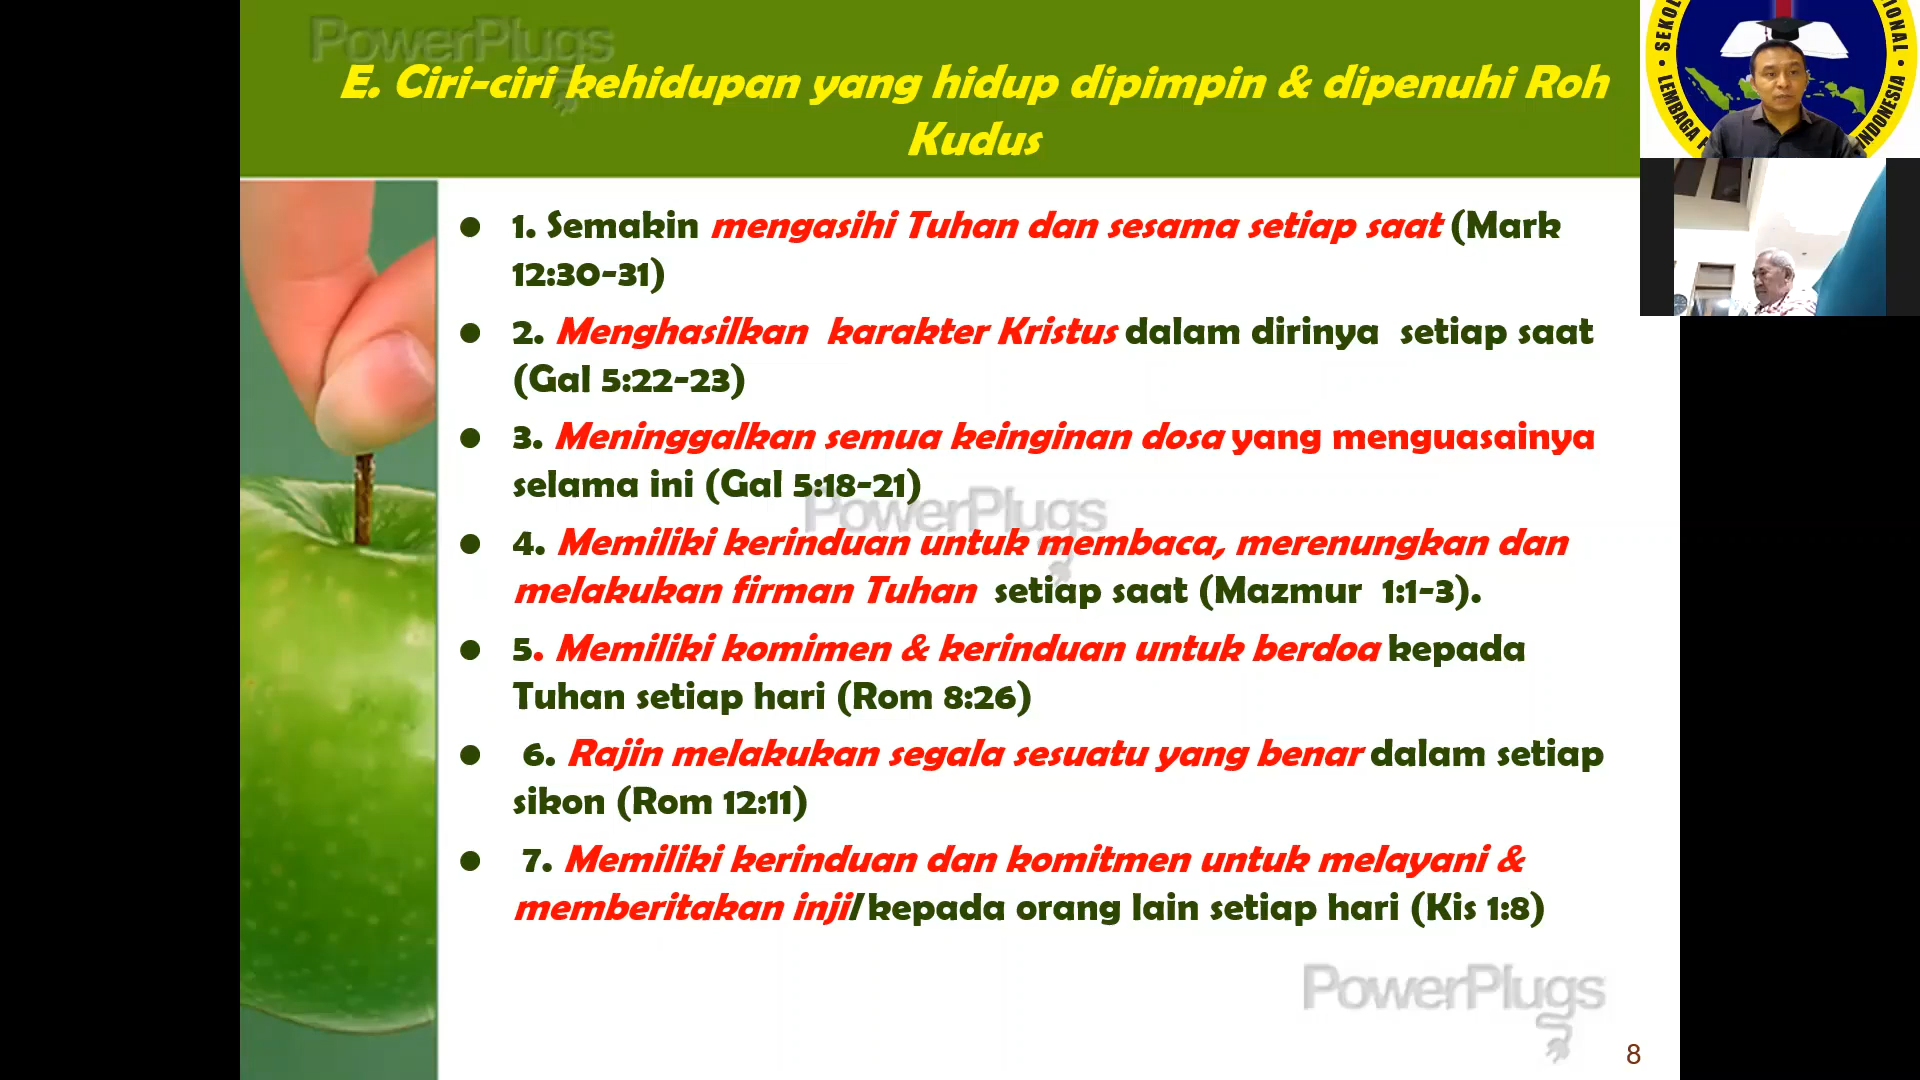 PowerPlugs
E. Ciri-ciri kehidupan yang hidup dipimpin & dipenuhi Roh
Kudus
1. Semakin mengasihi Tuhan dan sesama setiap saat (Mark
12:30-31)
2. Menghasilkan karakter Kristus dalam dirinya setiap saat
(Gal 5:22-23)
3. Meninggalkan semua keinginan dosa yang menguasainya
selama ini (Gal 5:18-21)
PowerPlugs
4. Memiliki kerinduan untuk membaca, merenungkan dan
melakukan firman Tuhan setiap saat (Mazmur 1:1-3).
5. Memiliki komimen & kerinduan untuk berdoa kepada
Tuhan setiap hari (Rom 8:26)
6. Rajin melakukan segala sesuatu yang benar dalam setiap
sikon (Rom 12:11)
7. Memiliki kerinduan dan komitmen untuk melayani &
memberitakan inji/kepada orang lain setiap hari (Kis 1:8)
PowerPlugs
8
LEMBAGA
INDONESIA